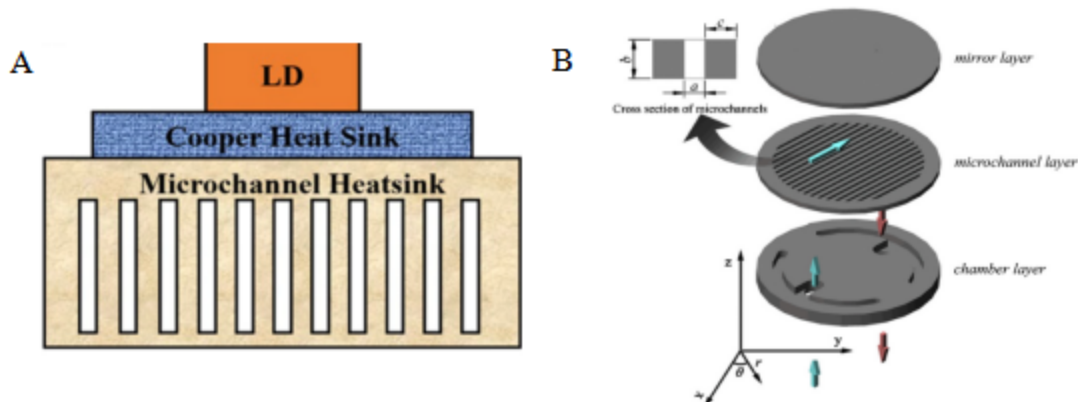 A
LD
Cooper Heat Sink
Microchannel Heatsink
B
c
b
a
Cross section of microchannels
mirror layer
microchannel layer
chamber layer
z
y
r
θ
x